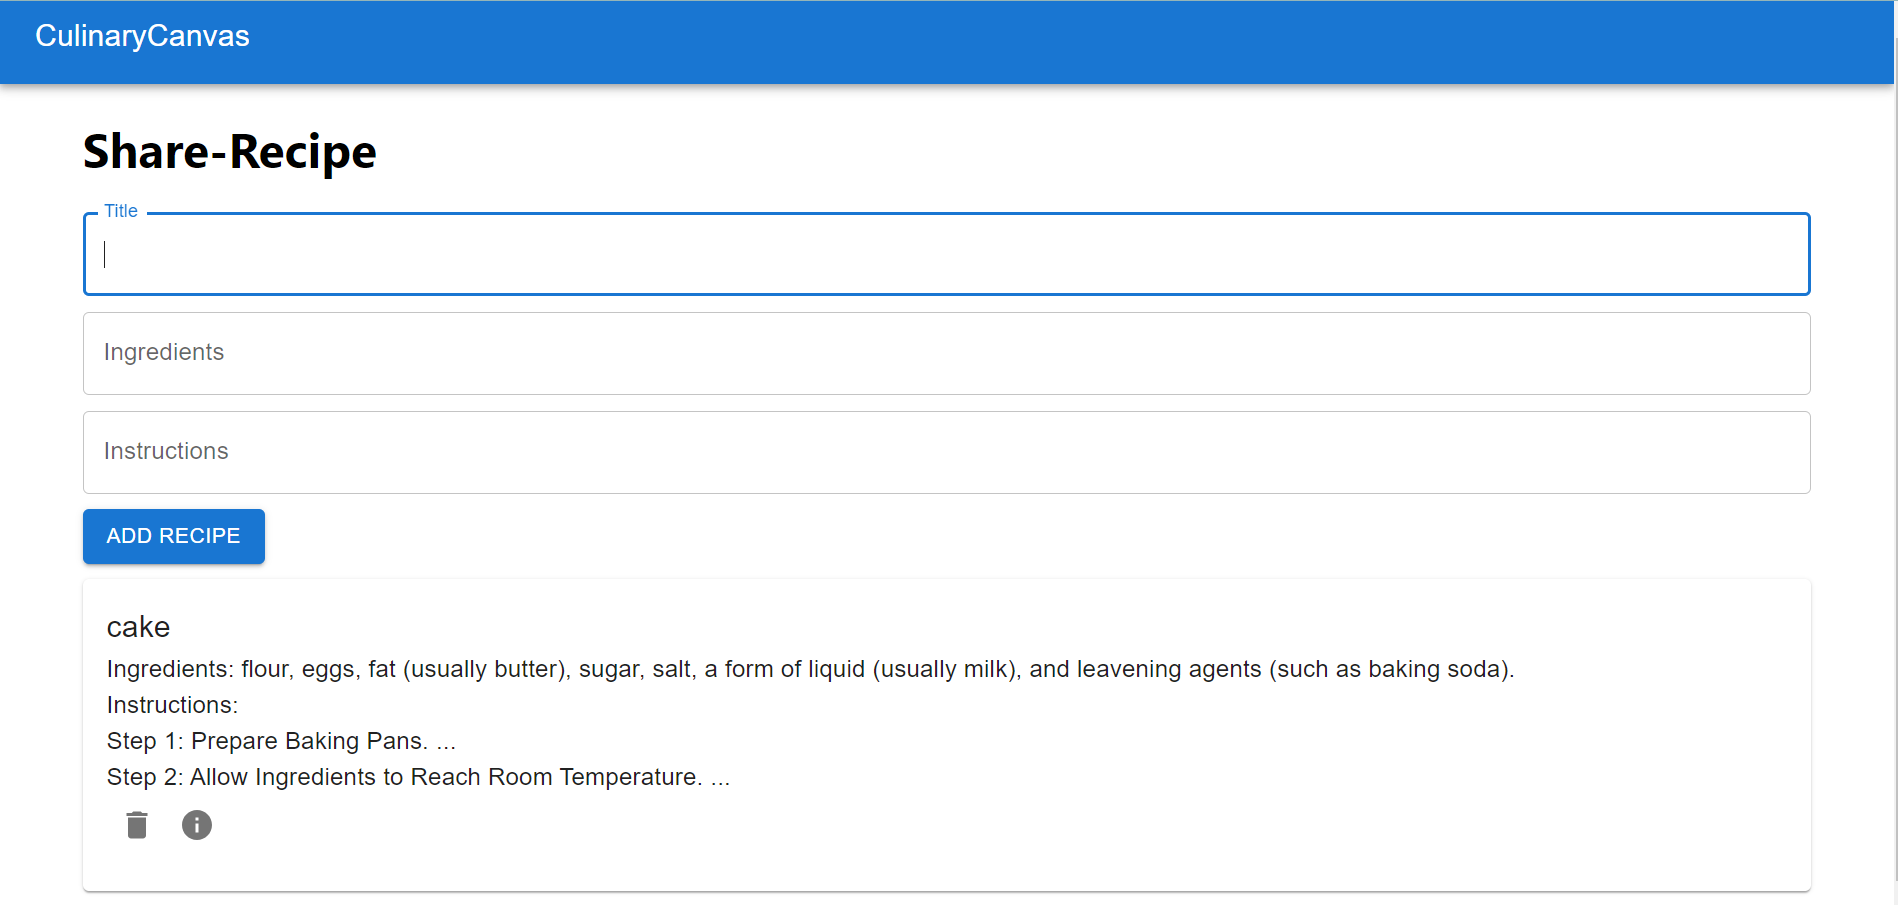 CulinaryCanvas
Share-Recipe
Title
Ingredients
Instructions
ADD RECIPE
cake
Ingredients: flour, eggs, fat (usually butter), sugar, salt, a form of liquid (usually milk), and leavening agents (such as baking soda).
Instructions:
Step 1: Prepare Baking Pans. ...
Step 2: Allow Ingredients to Reach Room Temperature. ...